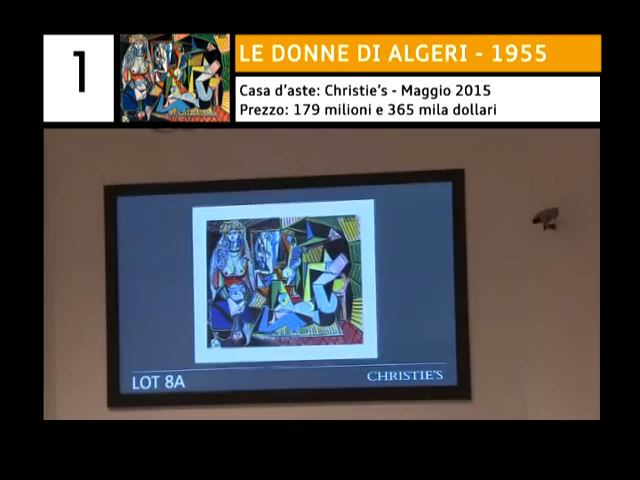 1
LE DONNE DI ALGERI - 1955
Casa d'aste: Christie's - Maggio 2015
Prezzo: 179 milioni e 365 mila dollari
LOT 8A
CHRISTIE'S